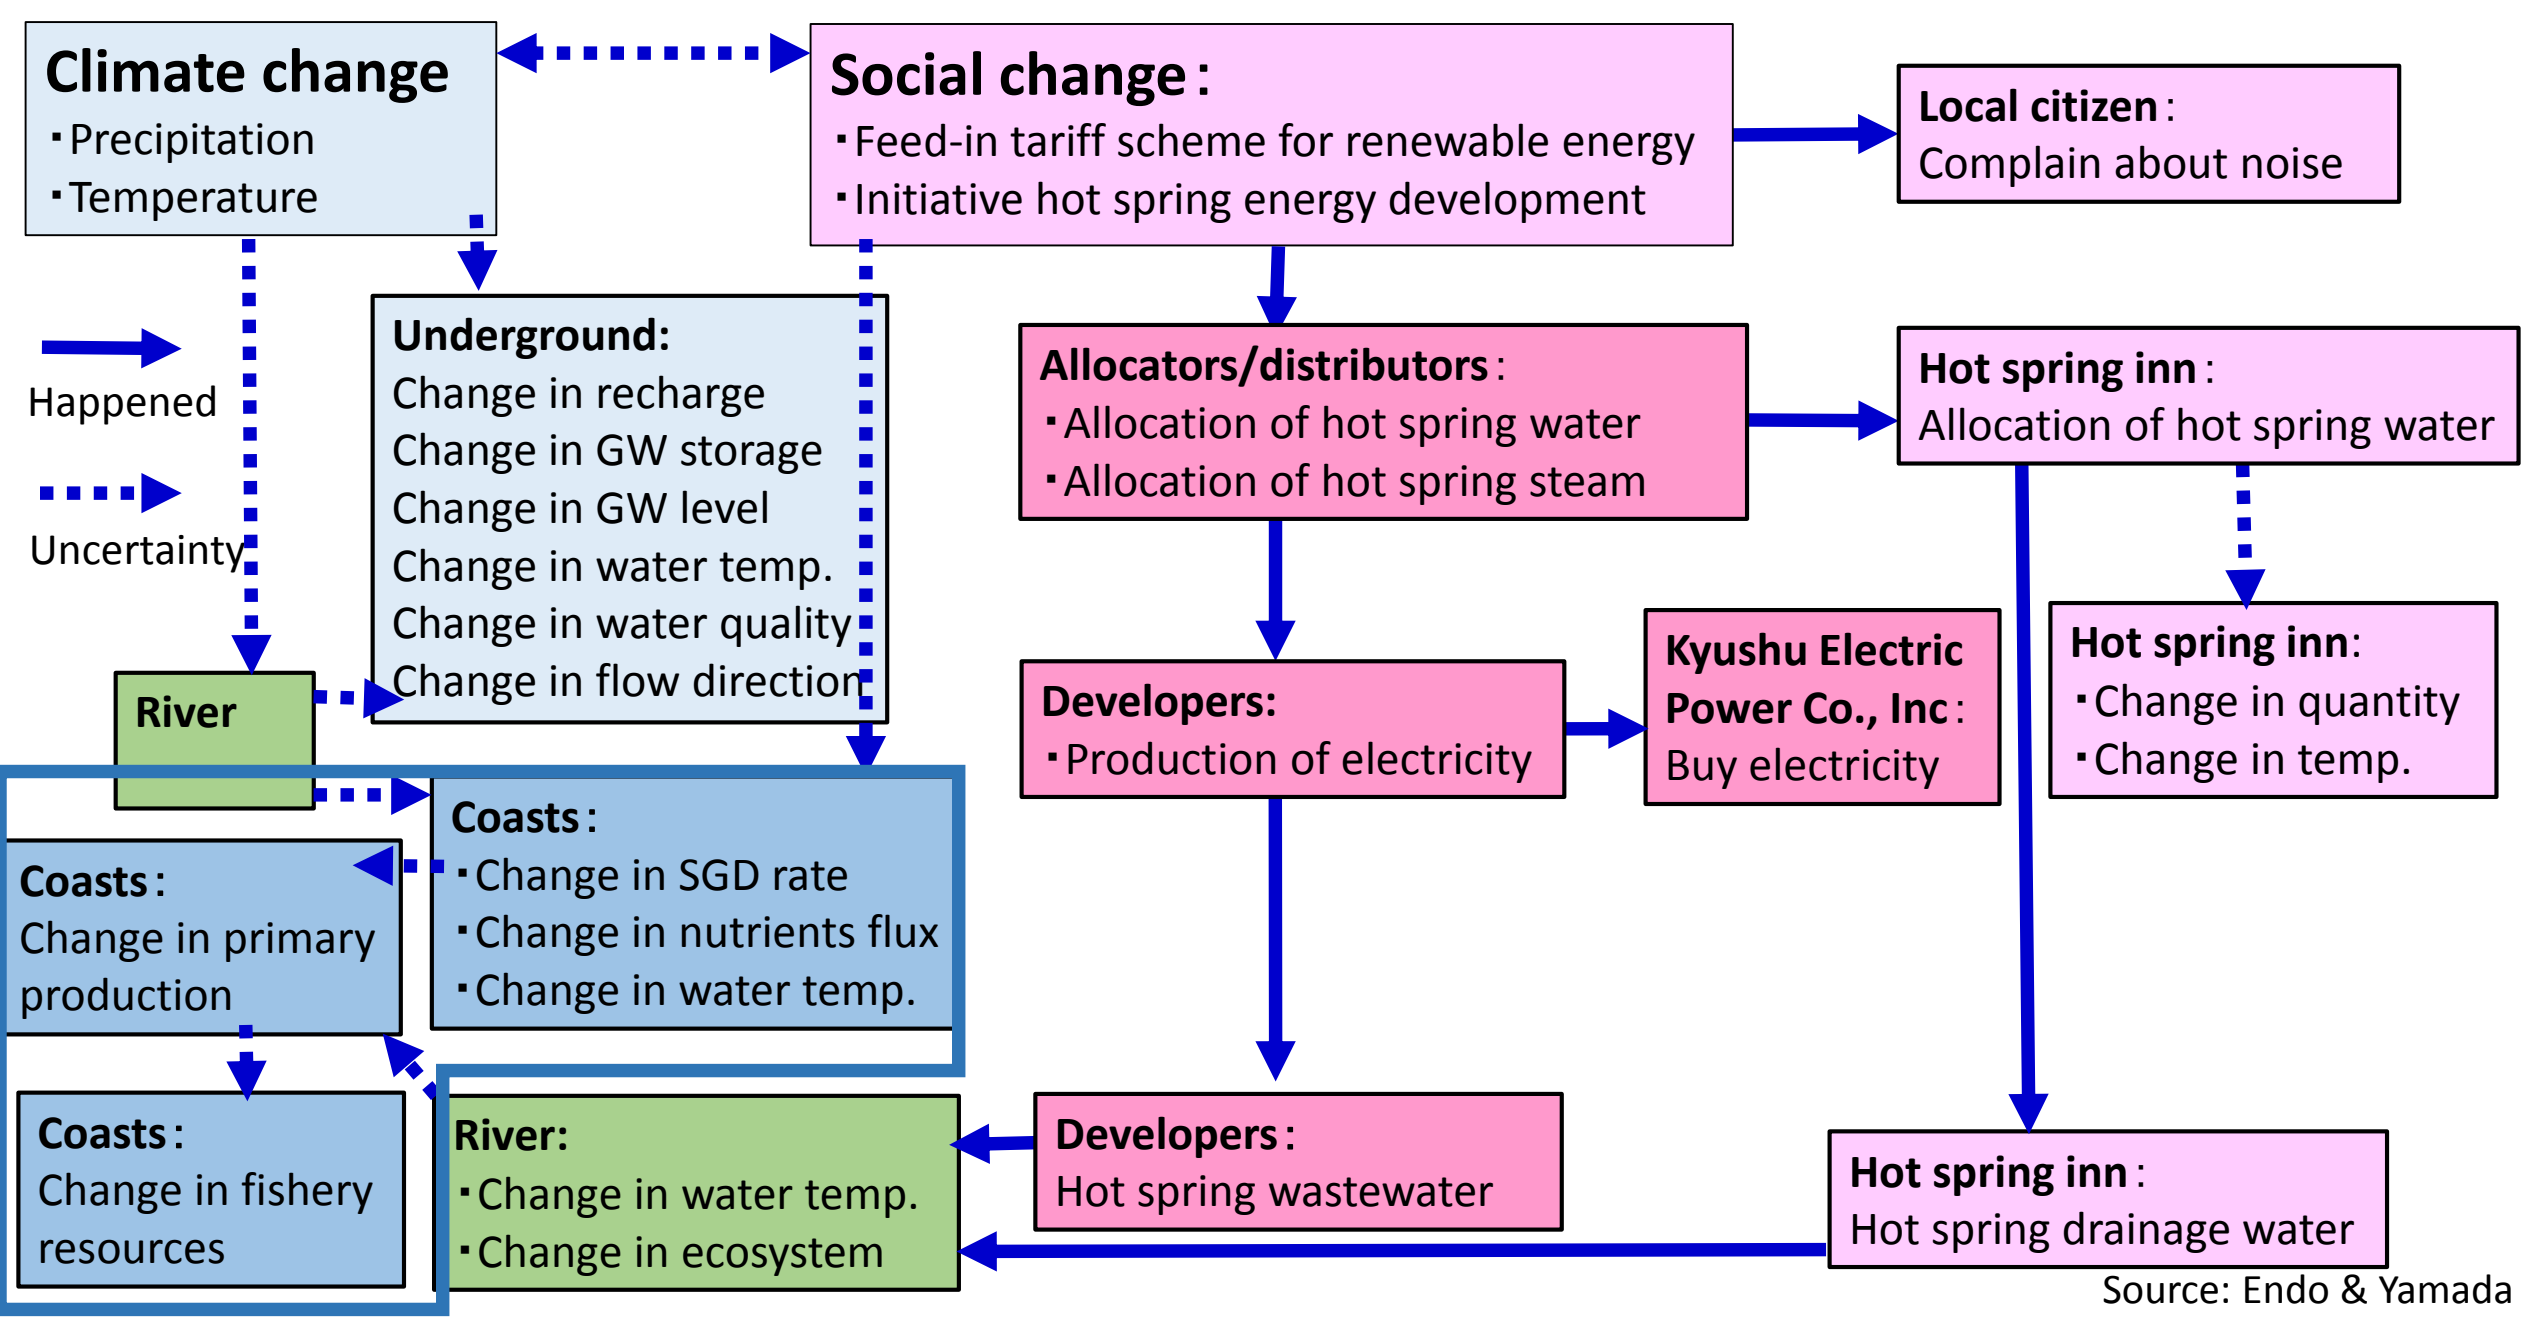 Climate change
・Precipitation
・Temperature
Social change:
・Feed-in tariff scheme for renewable energy
・Initiative hot spring energy development
Local citizen:
Complain about noise
Happened
Uncertainty
Underground:
Change in recharge
Change in GW storage
Change in GW level
Change in water temp.
Change in water quality
Change in flow direction
Allocators/distributors:
・Allocation of hot spring water
・Allocation of hot spring steam
Hot spring inn:
Allocation of hot spring water
River
Developers:
・Production of electricity
Kyushu Electric
Power Co., Inc:
Buy electricity
Hot spring inn:
・Change in quantity
・Change in temp.
Coasts:
・Change in SGD rate
・Change in nutrients flux
・Change in water temp.
Coasts:
Change in primary
production
Coasts:
Change in fishery
resources
River:
・Change in water temp.
・Change in ecosystem
Developers:
Hot spring wastewater
Hot spring inn:
Hot spring drainage water
Source: Endo & Yamada